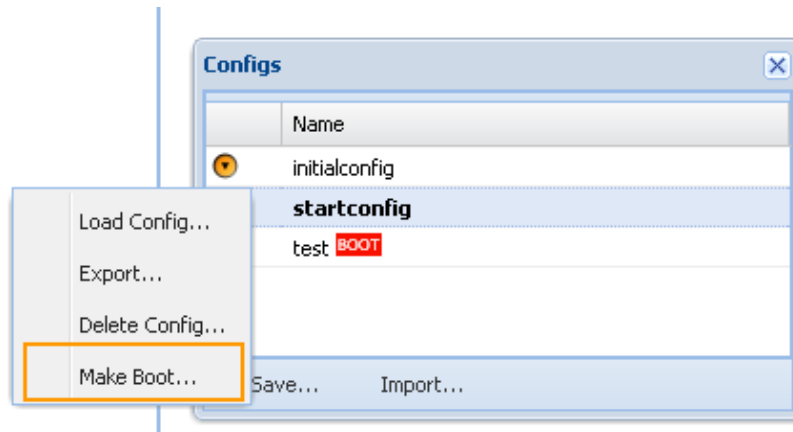 Configs
Name
initialconfig
startconfig
test BOOT
Load Config...
Export...
Delete Config...
Make Boot...
Save... Import...